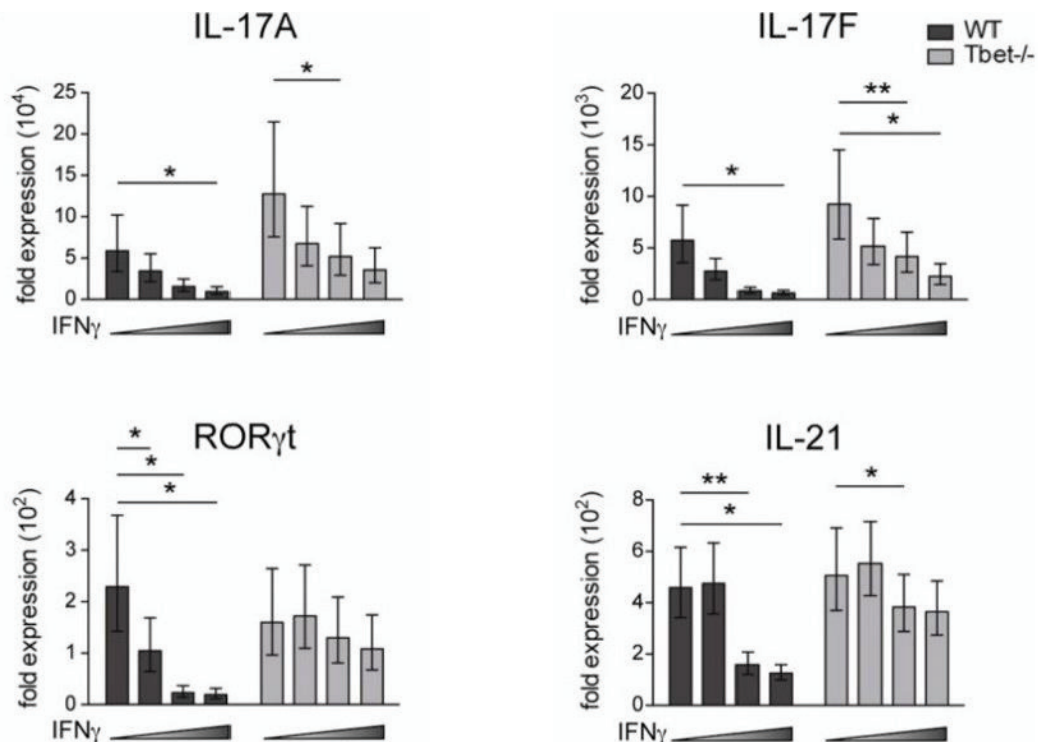 IL-17A
IL-17F
WT
Tbet-/-
fold expression (10⁴)
25
20
15
10
5
0
*
*
IFNγ
fold expression (10³)
20
15
10
5
0
*
**
*
IFNγ
RORγt
IL-21
fold expression (10²)
4
3
2
1
0
*
*
*
IFNγ
fold expression (10²)
8
6
4
2
0
**
*
*
IFNγ